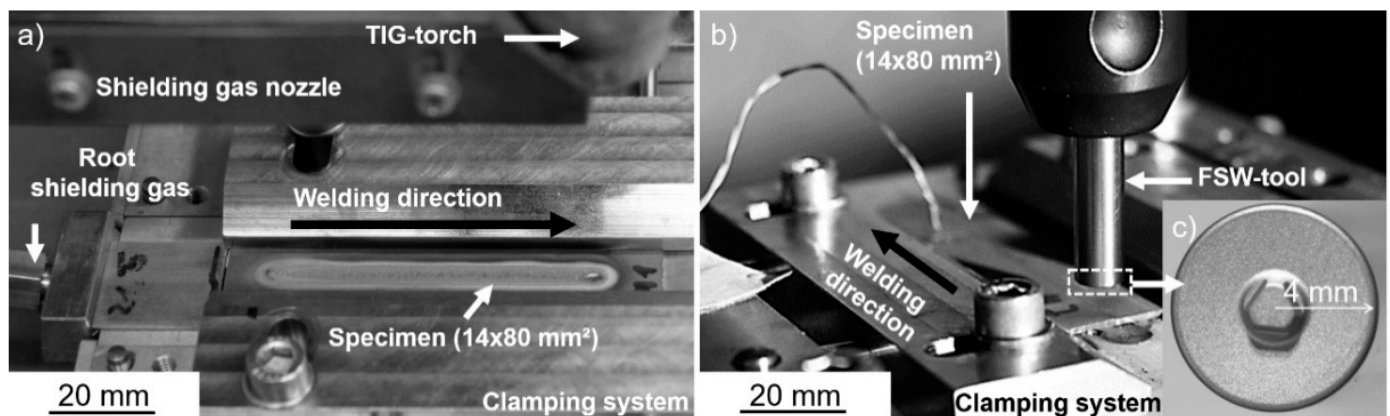 a)
TIG-torch
Shielding gas nozzle
Root
shielding gas
Welding direction
Specimen (14x80 mm²)
20 mm
Clamping system
b)
Specimen
(14x80 mm²)
FSW-tool
Welding
direction
c)
4 mm
20 mm
Clamping system